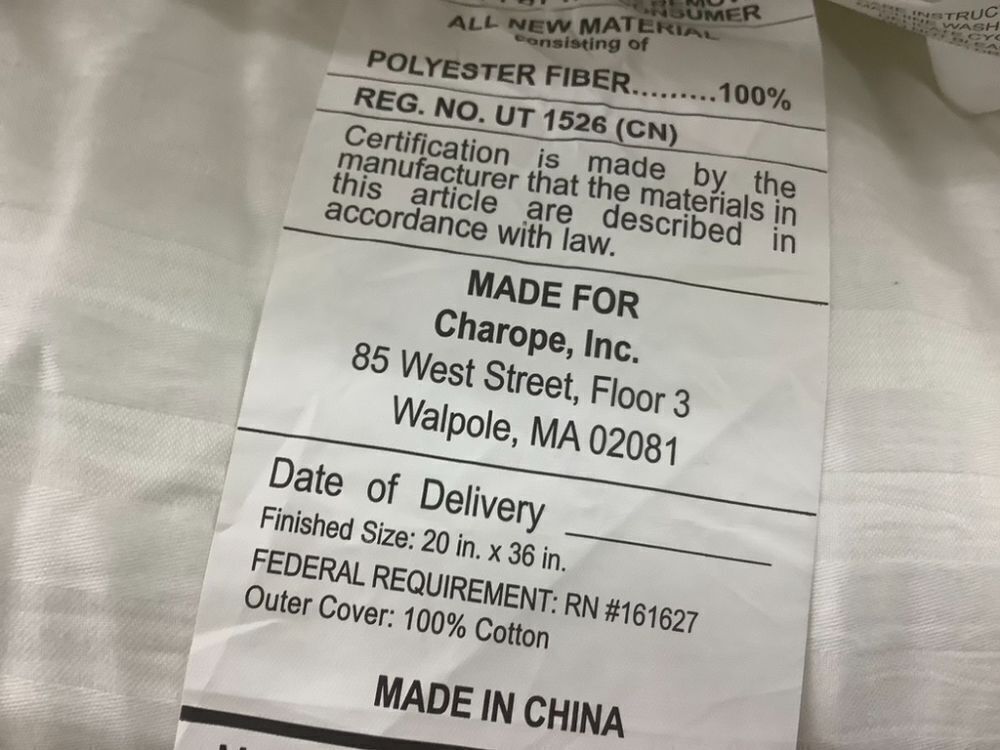 CONSUMER
ALL NEW MATERIAL
consisting of
POLYESTER FIBER.........100%
REG. NO. UT 1526 (CN)
Certification is made by the
manufacturer that the materials in
this article are described in
accordance with law.
MADE FOR
Charope, Inc.
85 West Street, Floor 3
Walpole, MA 02081
Date of Delivery
Finished Size: 20 in. x 36 in.
FEDERAL REQUIREMENT: RN #161627
Outer Cover: 100% Cotton
MADE IN CHINA
WASH